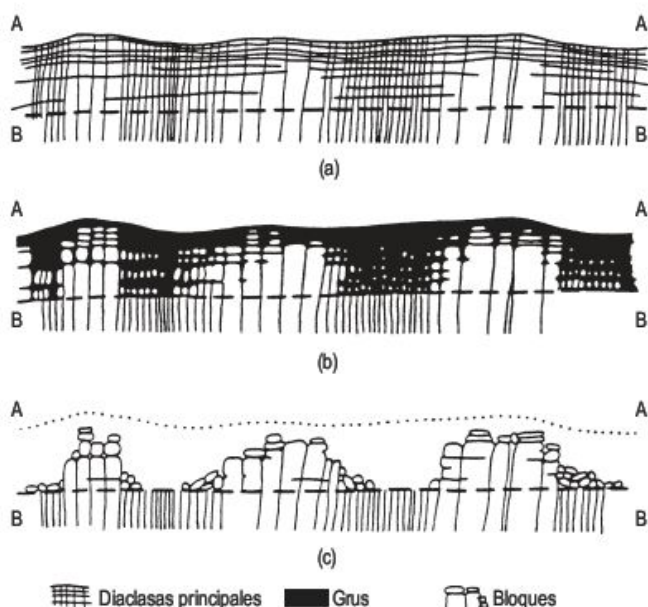 A A
B B
(a)
A A
B B
(b)
A A
B B
(c)
Diaclasas principales Grus Bloques